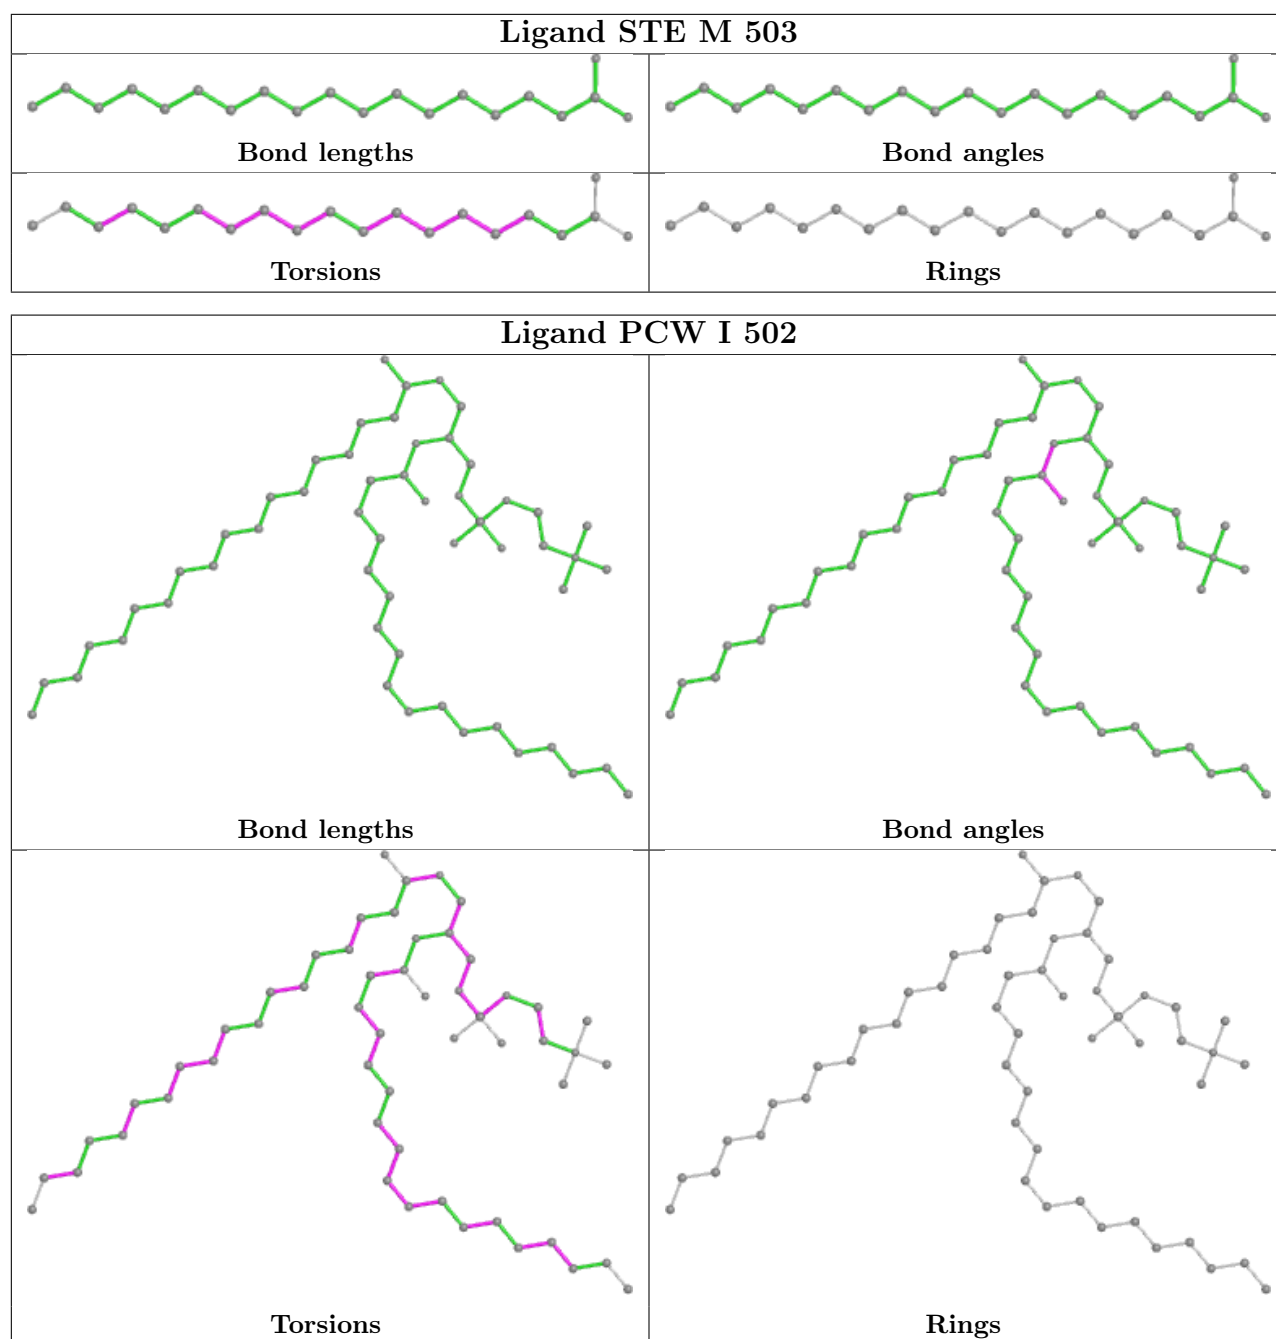 Ligand STE M 503
Bond lengths
Bond angles
Torsions
Rings
Ligand PCW I 502
Bond lengths
Bond angles
Torsions
Rings